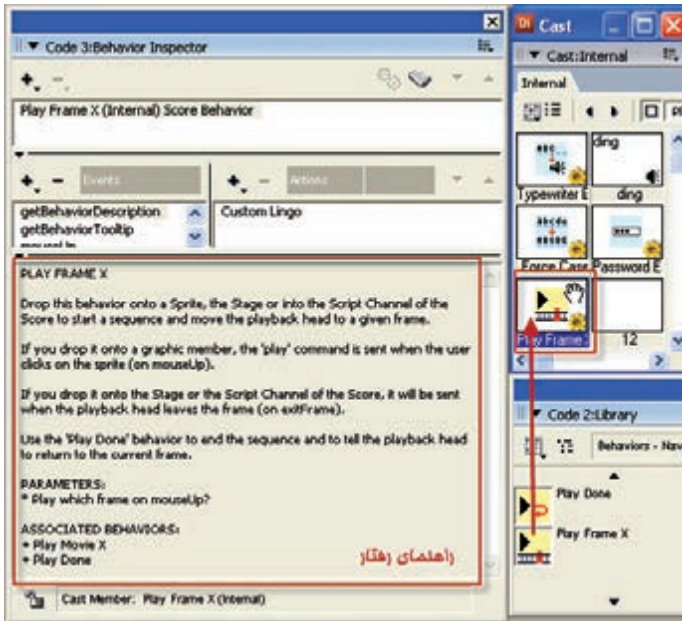 Code 3:Behavior Inspector
Play Frame X (Internal) Score Behavior
Events
Actions
getBehaviorDescription
getBehaviorTooltip
Custom Lingo
PLAY FRAME X
Drop this behavior onto a Sprite, the Stage or into the Script Channel of the
Score to start a sequence and move the playback head to a given frame.
If you drop it onto a graphic member, the 'play' command is sent when the user
clicks on the sprite (on mouseUp).
If you drop it onto the Stage or the Script Channel of the Score, it will be sent
when the playback head leaves the frame (on exitFrame).
Use the 'Play Done' behavior to end the sequence and to tell the playback head
to return to the current frame.
PARAMETERS:
* Play which frame on mouseUp?
ASSOCIATED BEHAVIORS:
+ Play Movie X
+ Play Done
راهنمای رفتار
Cast Member: Play Frame X (Internal)
Cast
Cast:Internal
Internal
ding
Typewriter E
ding
Force Case
Password E
Play Frame
12
Code 2:Library
Behaviors - Nav
Play Done
Play Frame X